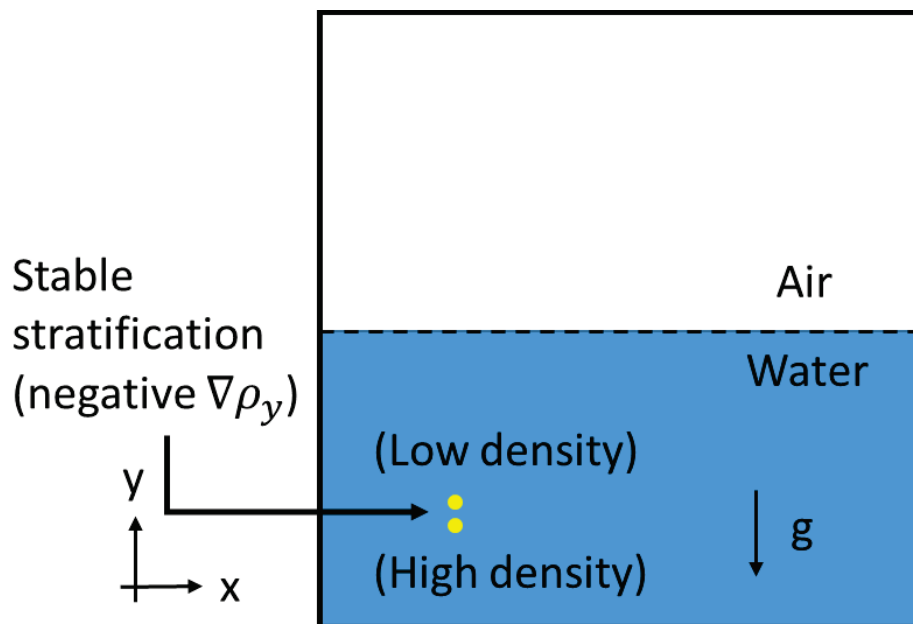 Air
Stable
stratification
(negative ∇ρy)
Water
(Low density)
y
g
(High density)
x